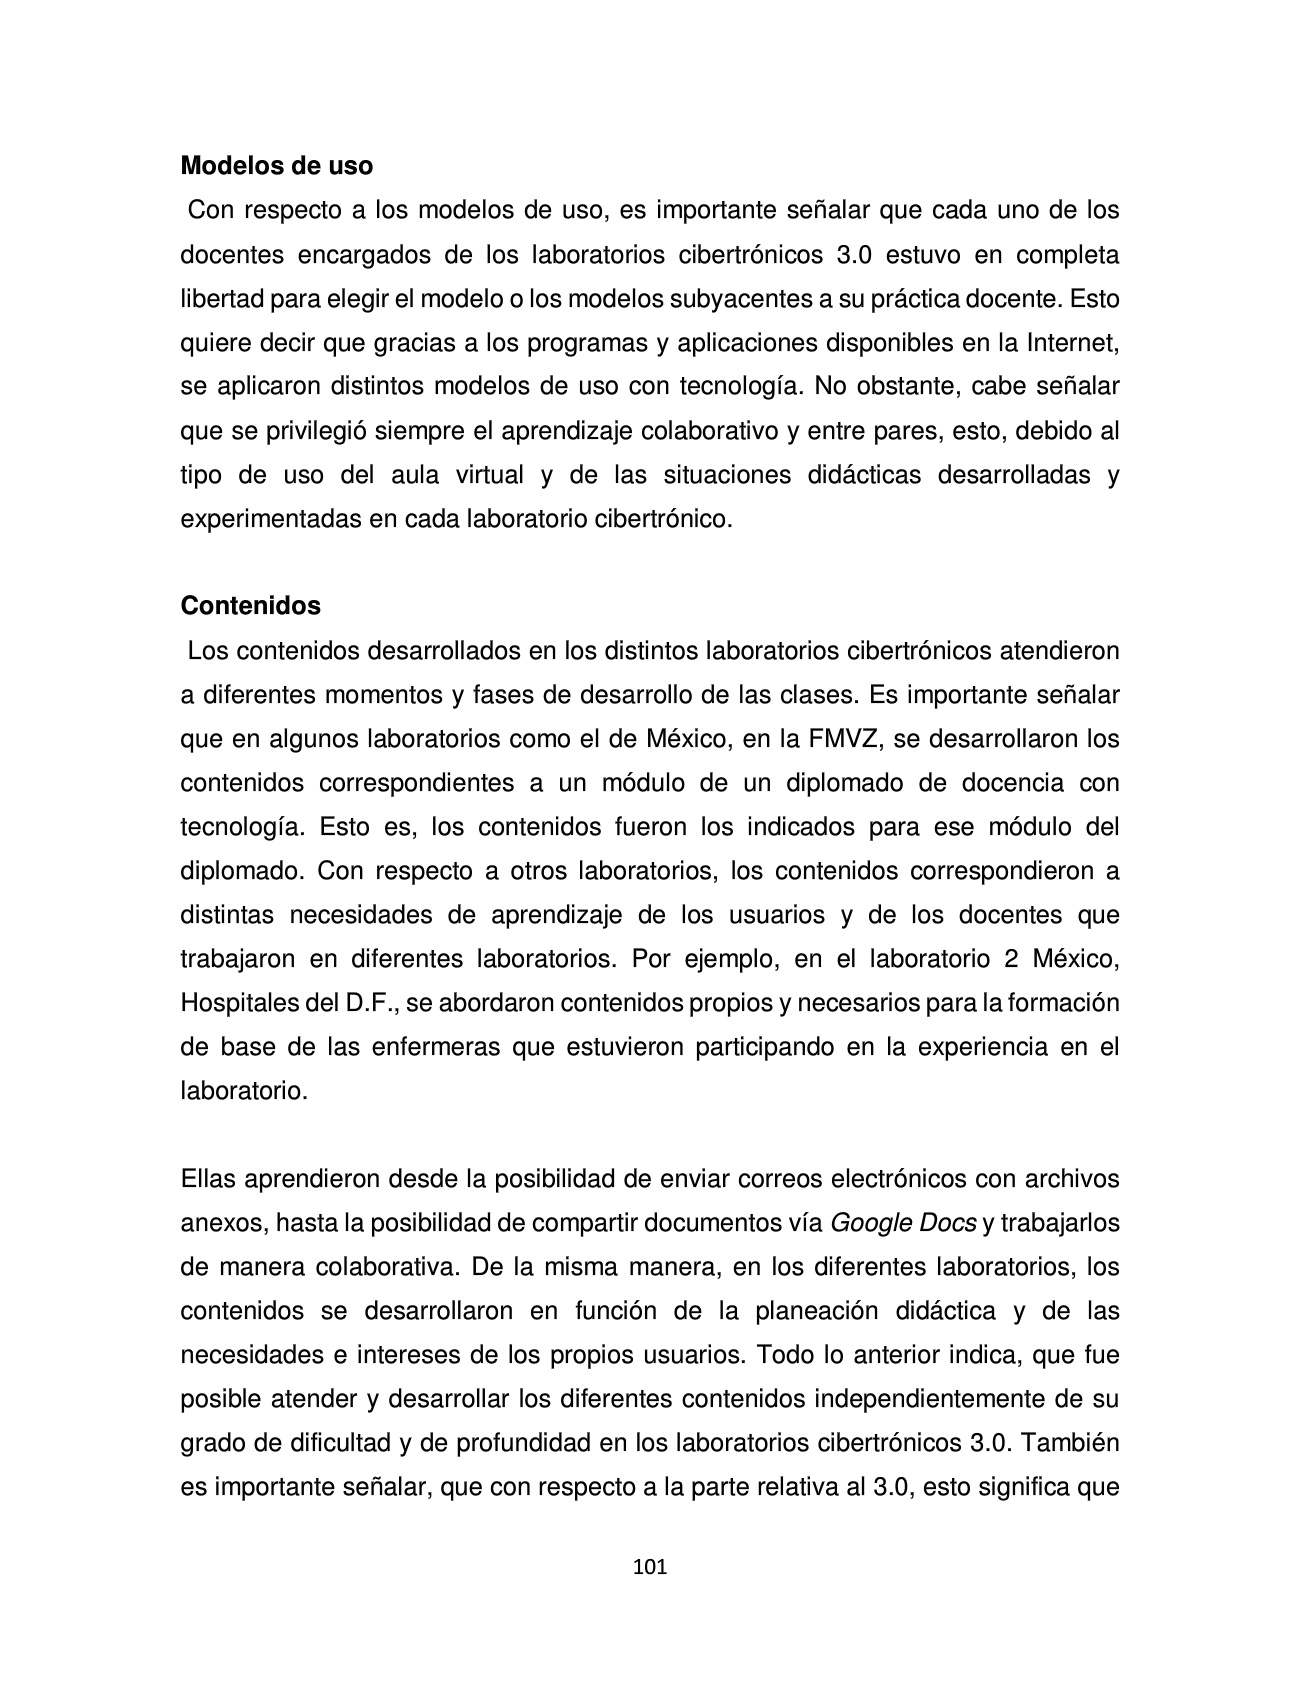 Modelos de uso
Con respecto a los modelos de uso, es importante señalar que cada uno de los
docentes encargados de los laboratorios cibertrónicos 3.0 estuvo en completa
libertad para elegir el modelo o los modelos subyacentes a su práctica docente. Esto
quiere decir que gracias a los programas y aplicaciones disponibles en la Internet,
se aplicaron distintos modelos de uso con tecnología. No obstante, cabe señalar
que se privilegió siempre el aprendizaje colaborativo y entre pares, esto, debido al
tipo de uso del aula virtual y de las situaciones didácticas desarrolladas y
experimentadas en cada laboratorio cibertrónico.
Contenidos
Los contenidos desarrollados en los distintos laboratorios cibertrónicos atendieron
a diferentes momentos y fases de desarrollo de las clases. Es importante señalar
que en algunos laboratorios como el de México, en la FMVZ, se desarrollaron los
contenidos correspondientes a un módulo de un diplomado de docencia con
tecnología. Esto es, los contenidos fueron los indicados para ese módulo del
diplomado. Con respecto a otros laboratorios, los contenidos correspondieron a
distintas necesidades de aprendizaje de los usuarios y de los docentes que
trabajaron en diferentes laboratorios. Por ejemplo, en el laboratorio 2 México,
Hospitales del D.F., se abordaron contenidos propios y necesarios para la formación
de base de las enfermeras que estuvieron participando en la experiencia en el
laboratorio.
Ellas aprendieron desde la posibilidad de enviar correos electrónicos con archivos
anexos, hasta la posibilidad de compartir documentos vía Google Docs y trabajarlos
de manera colaborativa. De la misma manera, en los diferentes laboratorios, los
contenidos se desarrollaron en función de la planeación didáctica y de las
necesidades e intereses de los propios usuarios. Todo lo anterior indica, que fue
posible atender y desarrollar los diferentes contenidos independientemente de su
grado de dificultad y de profundidad en los laboratorios cibertrónicos 3.0. También
es importante señalar, que con respecto a la parte relativa al 3.0, esto significa que
101